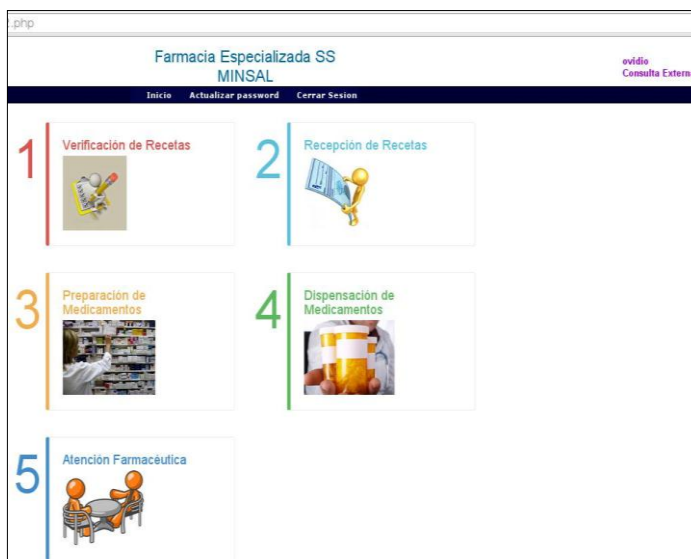 .php
Farmacia Especializada SS
MINSAL
ovidio
Consulta Extern
Inicio Actualizar password Cerrar Sesion
1
Verificación de Recetas
2
Recepción de Recetas
3
Preparación de
Medicamentos
4
Dispensación de
Medicamentos
5
Atención Farmacéutica